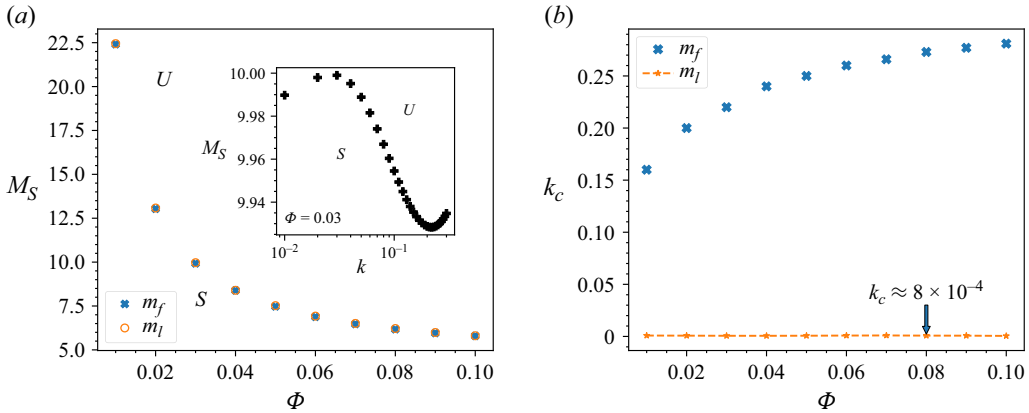 (a)
22.5
20.0
17.5
15.0
12.5
10.0
7.5
5.0
M_S
U
S
m_f
m_l
0.02
0.04
0.06
0.08
0.10
Φ
10.00
9.98
9.96
9.94
M_S
U
S
Φ = 0.03
10⁻²
10⁻¹
k
(b)
m_f
m_l
0.25
0.20
0.15
0.10
0.05
0
k_c
k_c ≈ 8 × 10⁻⁴
0.02
0.04
0.06
0.08
0.10
Φ